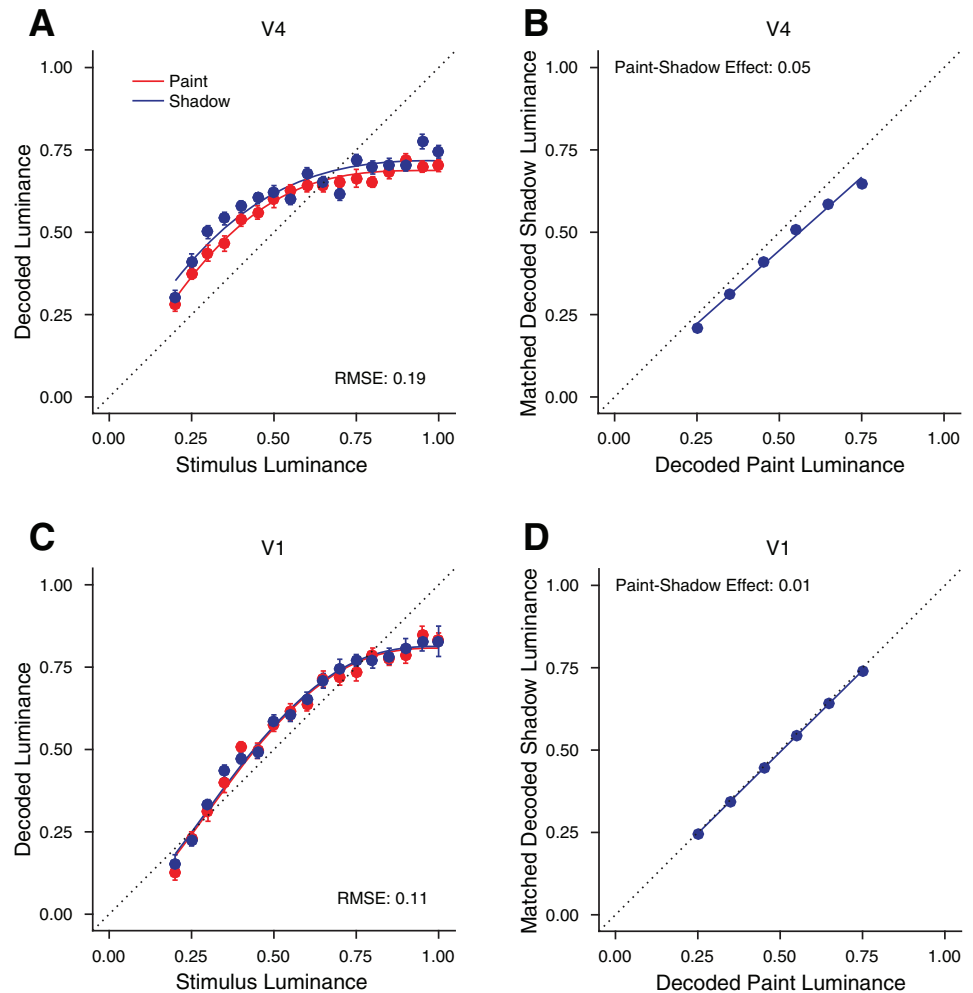 A
V4
1.00
0.75
0.50
0.25
0.00
Decoded Luminance
Paint
Shadow
RMSE: 0.19
0.00 0.25 0.50 0.75 1.00
Stimulus Luminance
B
V4
1.00
0.75
0.50
0.25
0.00
Matched Decoded Shadow Luminance
Paint-Shadow Effect: 0.05
0.00 0.25 0.50 0.75 1.00
Decoded Paint Luminance
C
V1
1.00
0.75
0.50
0.25
0.00
Decoded Luminance
RMSE: 0.11
0.00 0.25 0.50 0.75 1.00
Stimulus Luminance
D
V1
1.00
0.75
0.50
0.25
0.00
Matched Decoded Shadow Luminance
Paint-Shadow Effect: 0.01
0.00 0.25 0.50 0.75 1.00
Decoded Paint Luminance